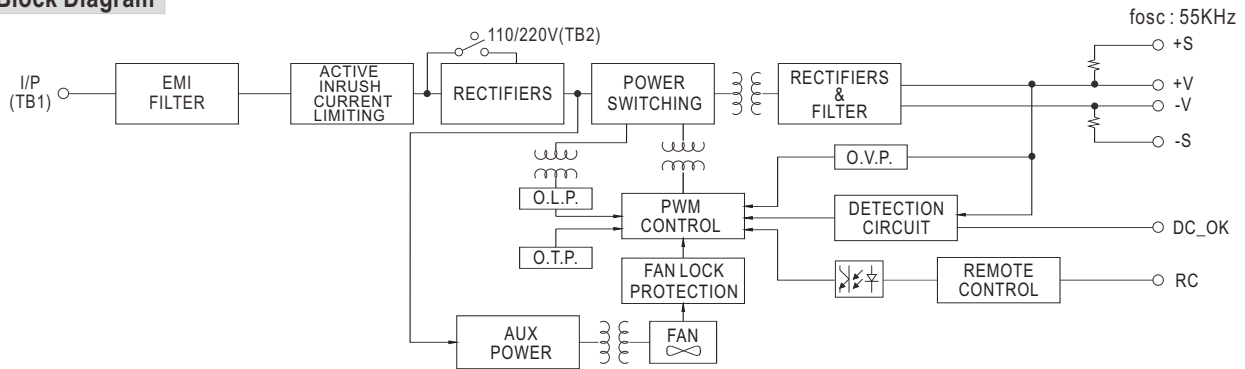 Block Diagram
fosc : 55KHz
110/220V(TB2)
+S
I/P
(TB1)
EMI
FILTER
ACTIVE
INRUSH
CURRENT
LIMITING
RECTIFIERS
POWER
SWITCHING
RECTIFIERS
&
FILTER
+V
-V
-S
O.V.P.
O.L.P.
PWM
CONTROL
DETECTION
CIRCUIT
DC_OK
O.T.P.
FAN LOCK
PROTECTION
REMOTE
CONTROL
RC
AUX
POWER
FAN